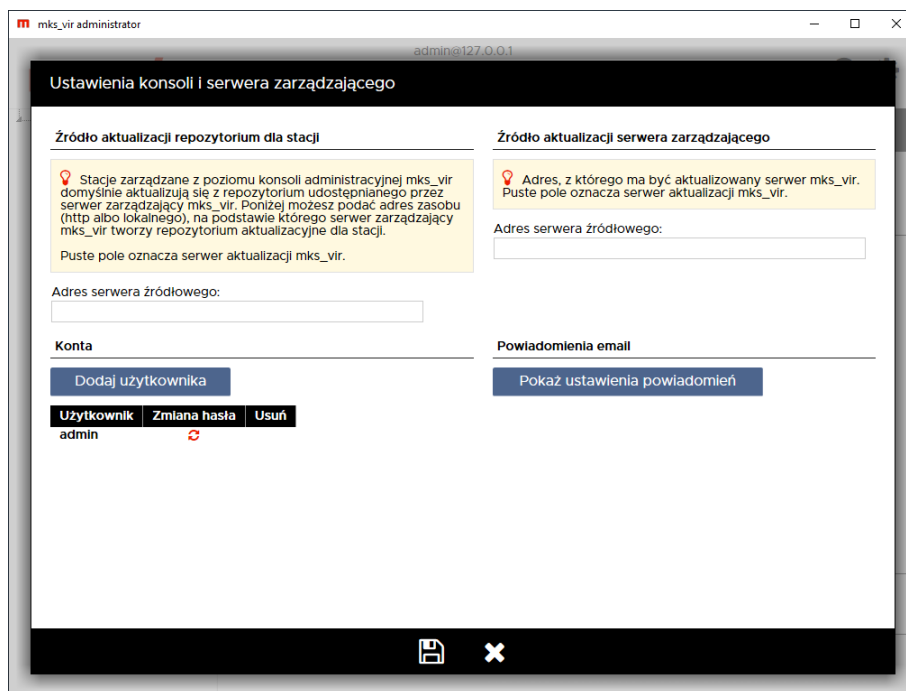 mks_vir administrator
admin@127.0.0.1
Ustawienia konsoli i serwera zarządzającego
Źródło aktualizacji repozytorium dla stacji
Stacje zarządzane z poziomu konsoli administracyjnej mks_vir
domyślnie aktualizują się z repozytorium udostępnianego przez
serwer zarządzający mks_vir. Poniżej możesz podać adres zasobu
(http albo lokalnego), na podstawie którego serwer zarządzający
mks_vir tworzy repozytorium aktualizacyjne dla stacji.
Puste pole oznacza serwer aktualizacji mks_vir.
Adres serwera źródłowego:
Źródło aktualizacji serwera zarządzającego
Adres, z którego ma być aktualizowany serwer mks_vir.
Puste pole oznacza serwer aktualizacji mks_vir.
Adres serwera źródłowego:
Konta
Dodaj użytkownika
Użytkownik Zmiana hasła Usuń
admin
Powiadomienia email
Pokaż ustawienia powiadomień